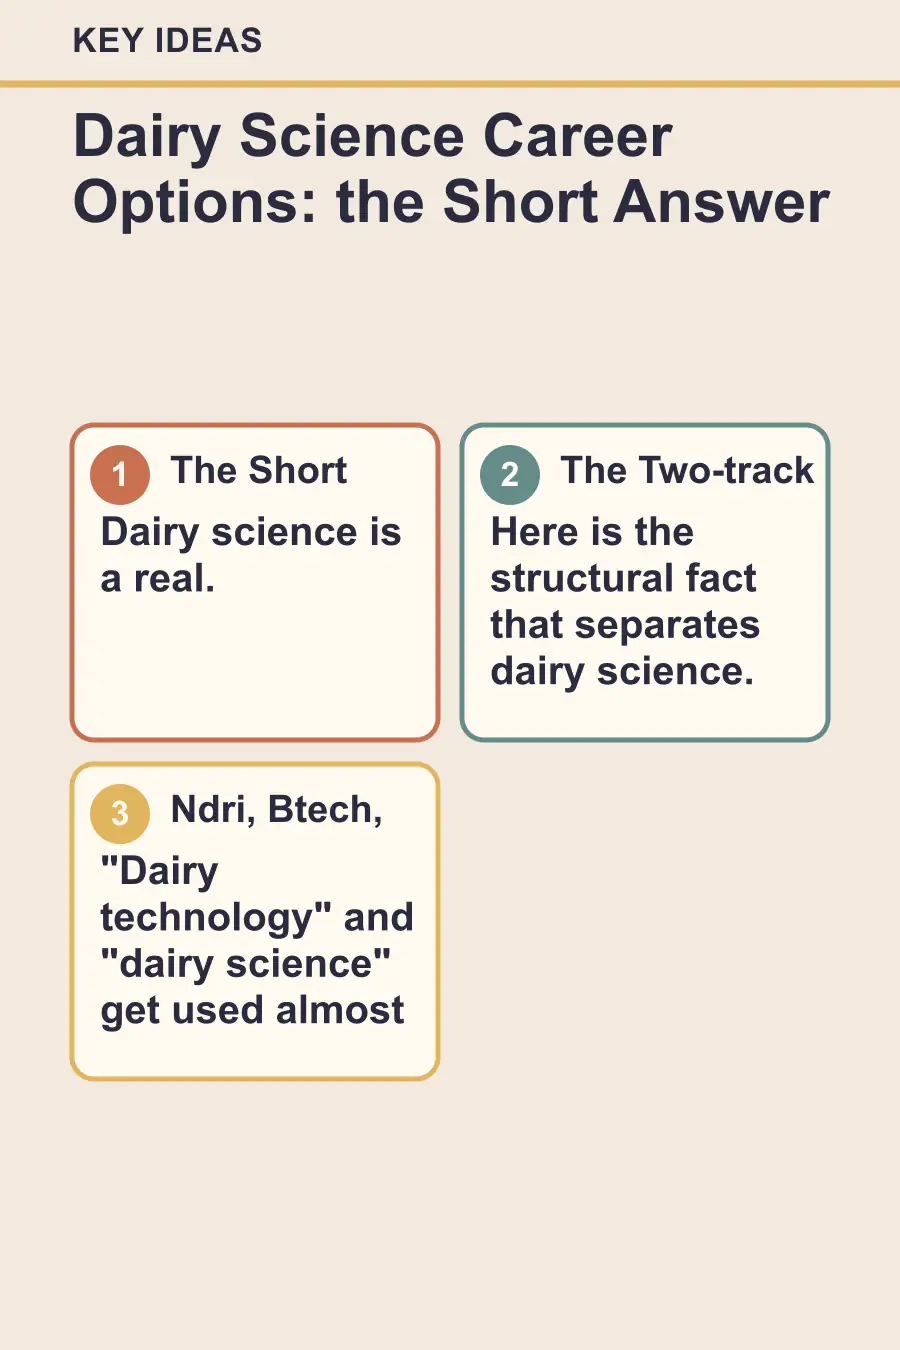 KEY IDEAS
Dairy Science Career
Options: the Short Answer
1
The Short
Dairy science is
a real.
2
The Two-track
Here is the
structural fact
that separates
dairy science.
3
Ndri, Btech,
"Dairy
technology" and
"dairy science"
get used almost